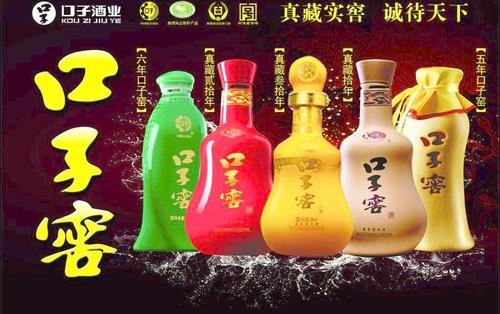 口子酒业
KOU ZI JIU YE
真藏实窖 诚待天下
口子窖
六年口子窖
真藏贰拾年
真藏叁拾年
真藏拾年
五年口子窖
口子窖
口子窖
口子窖
口子窖
口子窖